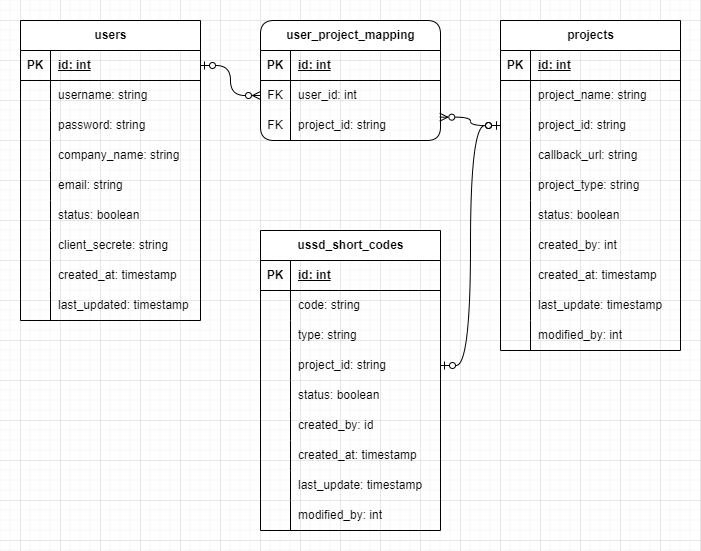 users
PK id: int
username: string
password: string
company_name: string
email: string
status: boolean
client_secrete: string
created_at: timestamp
last_updated: timestamp
user_project_mapping
PK id: int
FK user_id: int
FK project_id: string
projects
PK id: int
project_name: string
project_id: string
callback_url: string
project_type: string
status: boolean
created_by: int
created_at: timestamp
last_update: timestamp
modified_by: int
ussd_short_codes
PK id: int
code: string
type: string
project_id: string
status: boolean
created_by: id
created_at: timestamp
last_update: timestamp
modified_by: int